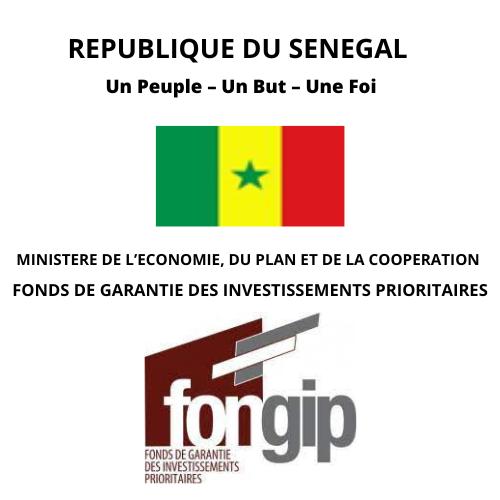 REPUBLIQUE DU SENEGAL
Un Peuple – Un But – Une Foi
MINISTERE DE L’ECONOMIE, DU PLAN ET DE LA COOPERATION
FONDS DE GARANTIE DES INVESTISSEMENTS PRIORITAIRES
fongip
FONDS DE GARANTIE
DES INVESTISSEMENTS
PRIORITAIRES